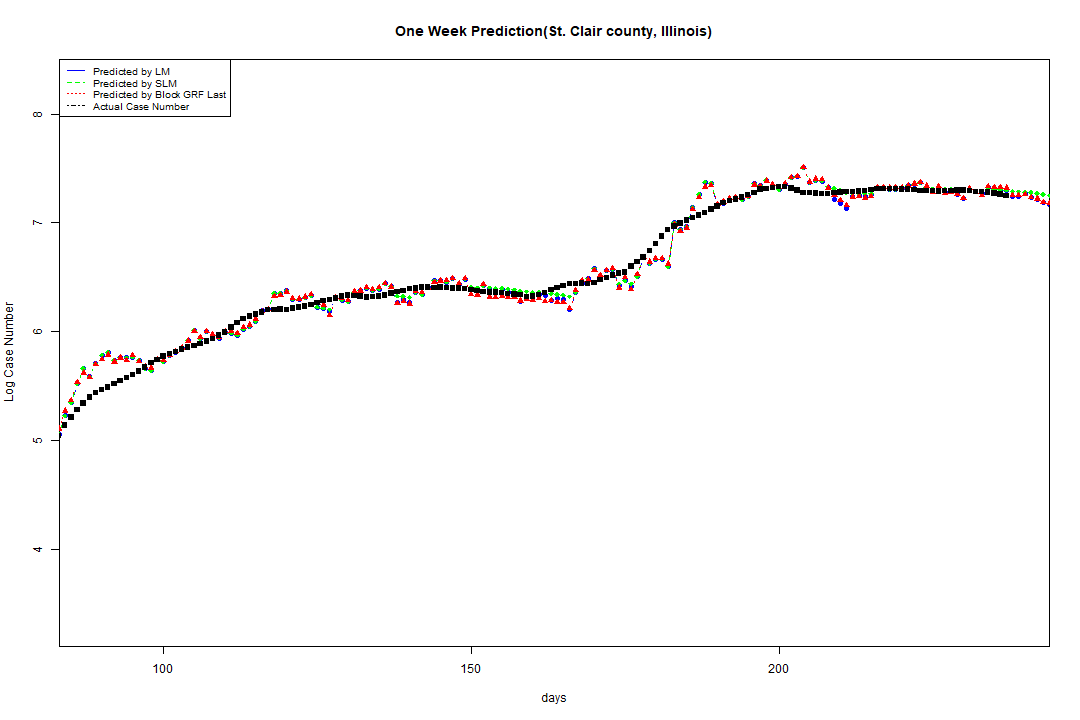 One Week Prediction(St. Clair county, Illinois)
Predicted by LM
Predicted by SLM
Predicted by Block GRF Last
Actual Case Number
8
7
6
5
4
Log Case Number
100 150 200
days